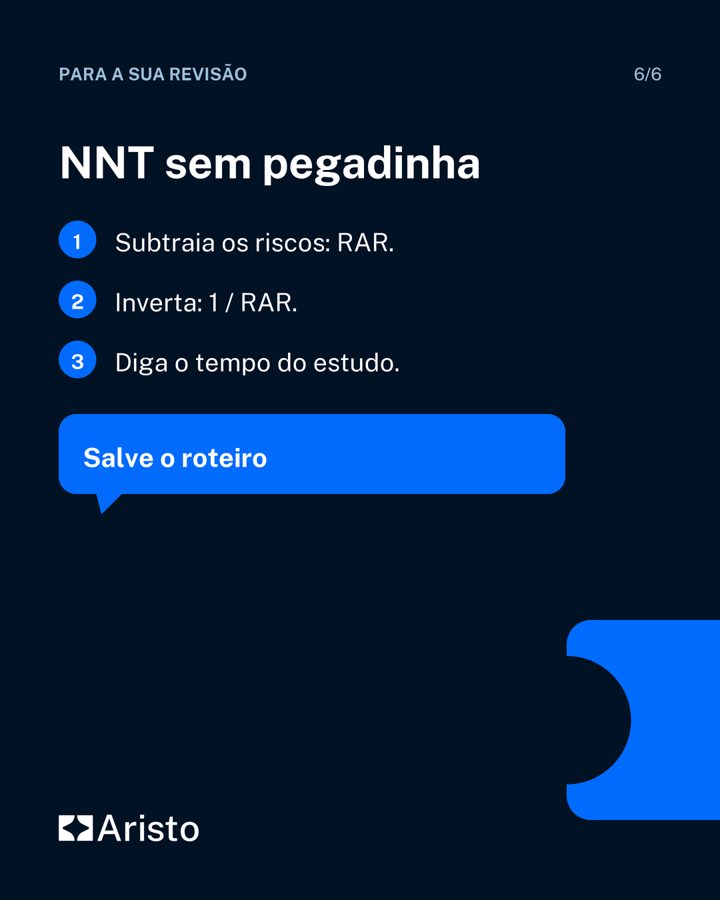 PARA A SUA REVISÃO
6/6
NNT sem pegadinha
1 Subtraia os riscos: RAR.
2 Inverta: 1 / RAR.
3 Diga o tempo do estudo.
Salve o roteiro
Aristo